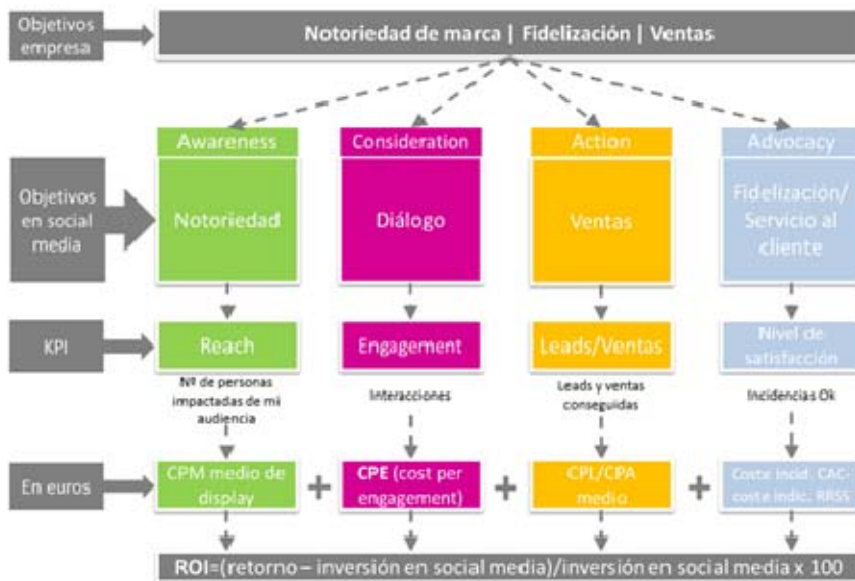 Objetivos
empresa
Notoriedad de marca | Fidelización | Ventas
Awareness
Consideration
Action
Advocacy
Objetivos
en social
media
Notoriedad
Diálogo
Ventas
Fidelización/
Servicio al
cliente
KPI
Reach
Engagement
Leads/Ventas
Nivel de
satisfacción
Nº de personas
impactadas de mi
audiencia
Interacciones
Leads y ventas
conseguidas
Incidencias Ok
En euros
CPM medio de
display
+
CPE (cost per
engagement)
+
CPL/CPA
medio
+
Coste incid. CAC-
coste indic. RRSS
ROI=(retorno – inversión en social media)/inversión en social media x 100